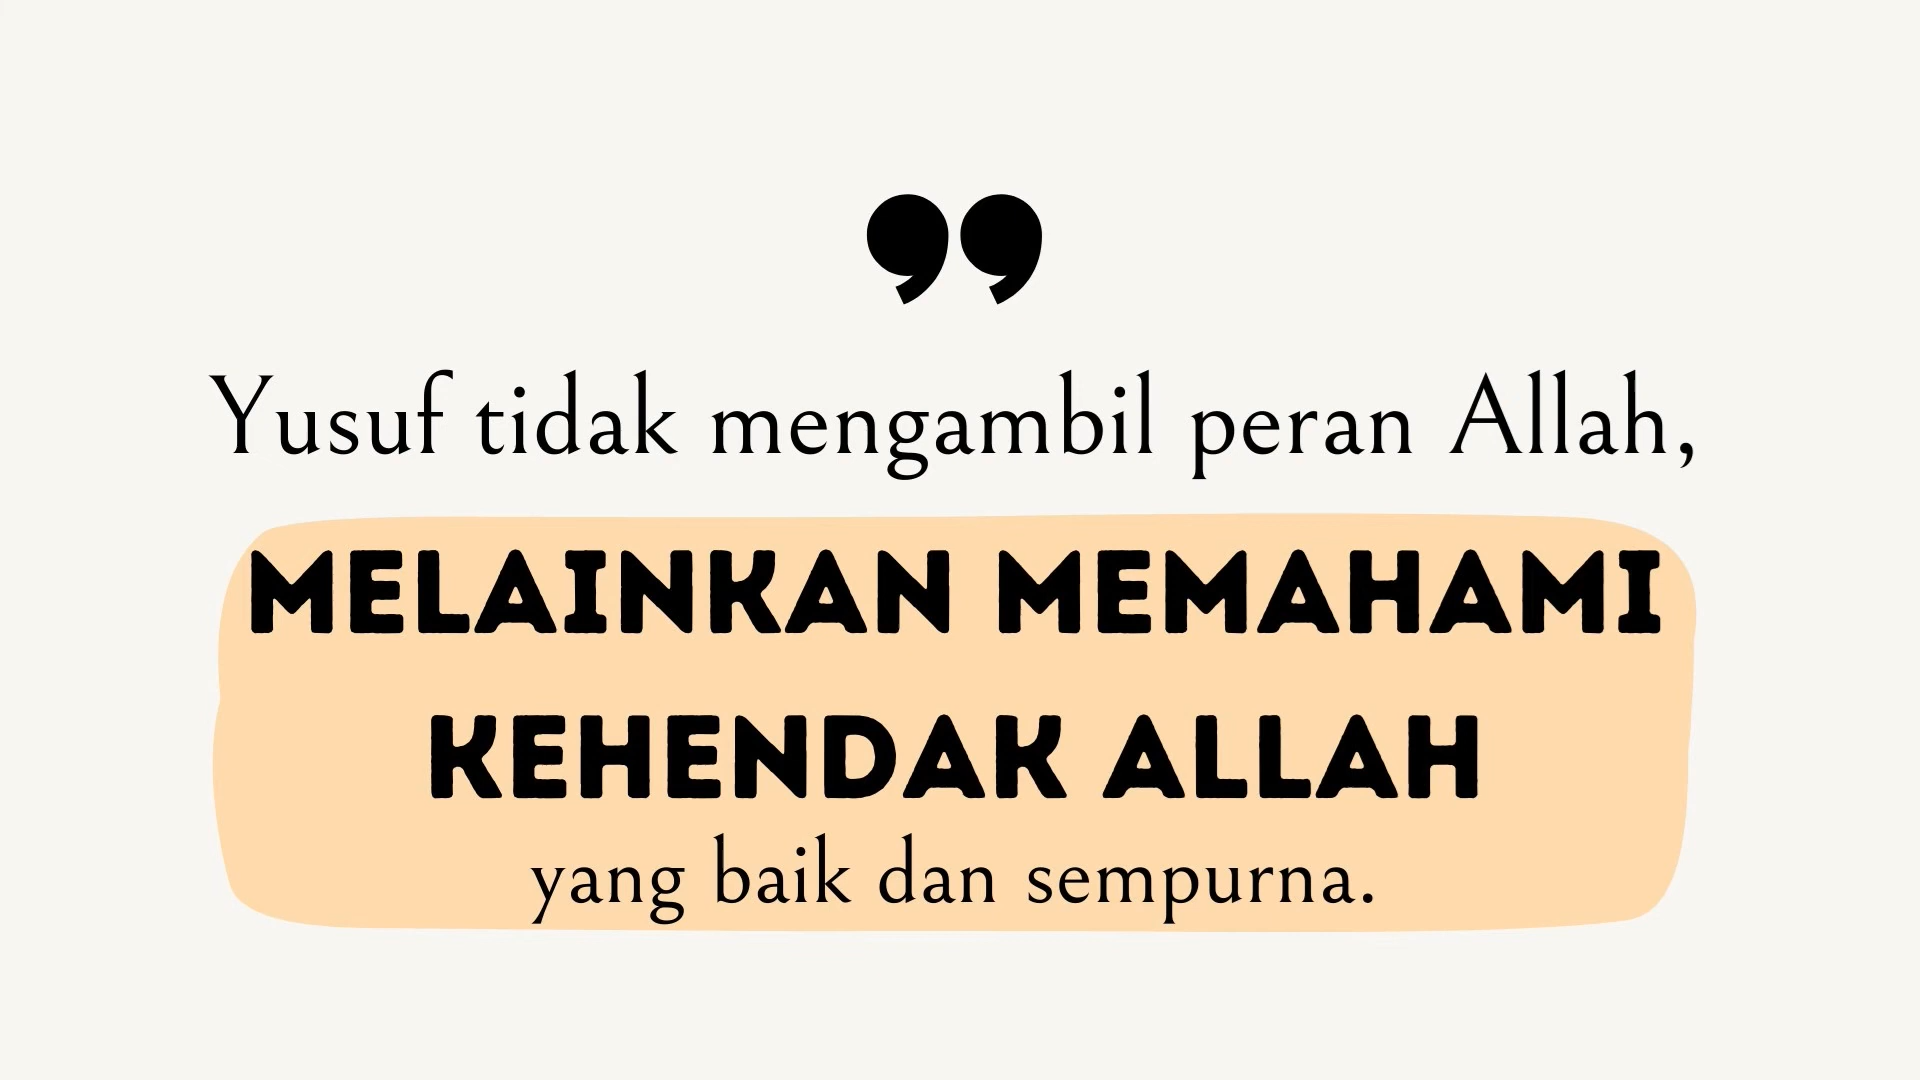 ”
Yusuf tidak mengambil peran Allah,
MELAINKAN MEMAHAMI
KEHENDAK ALLAH
yang baik dan sempurna.